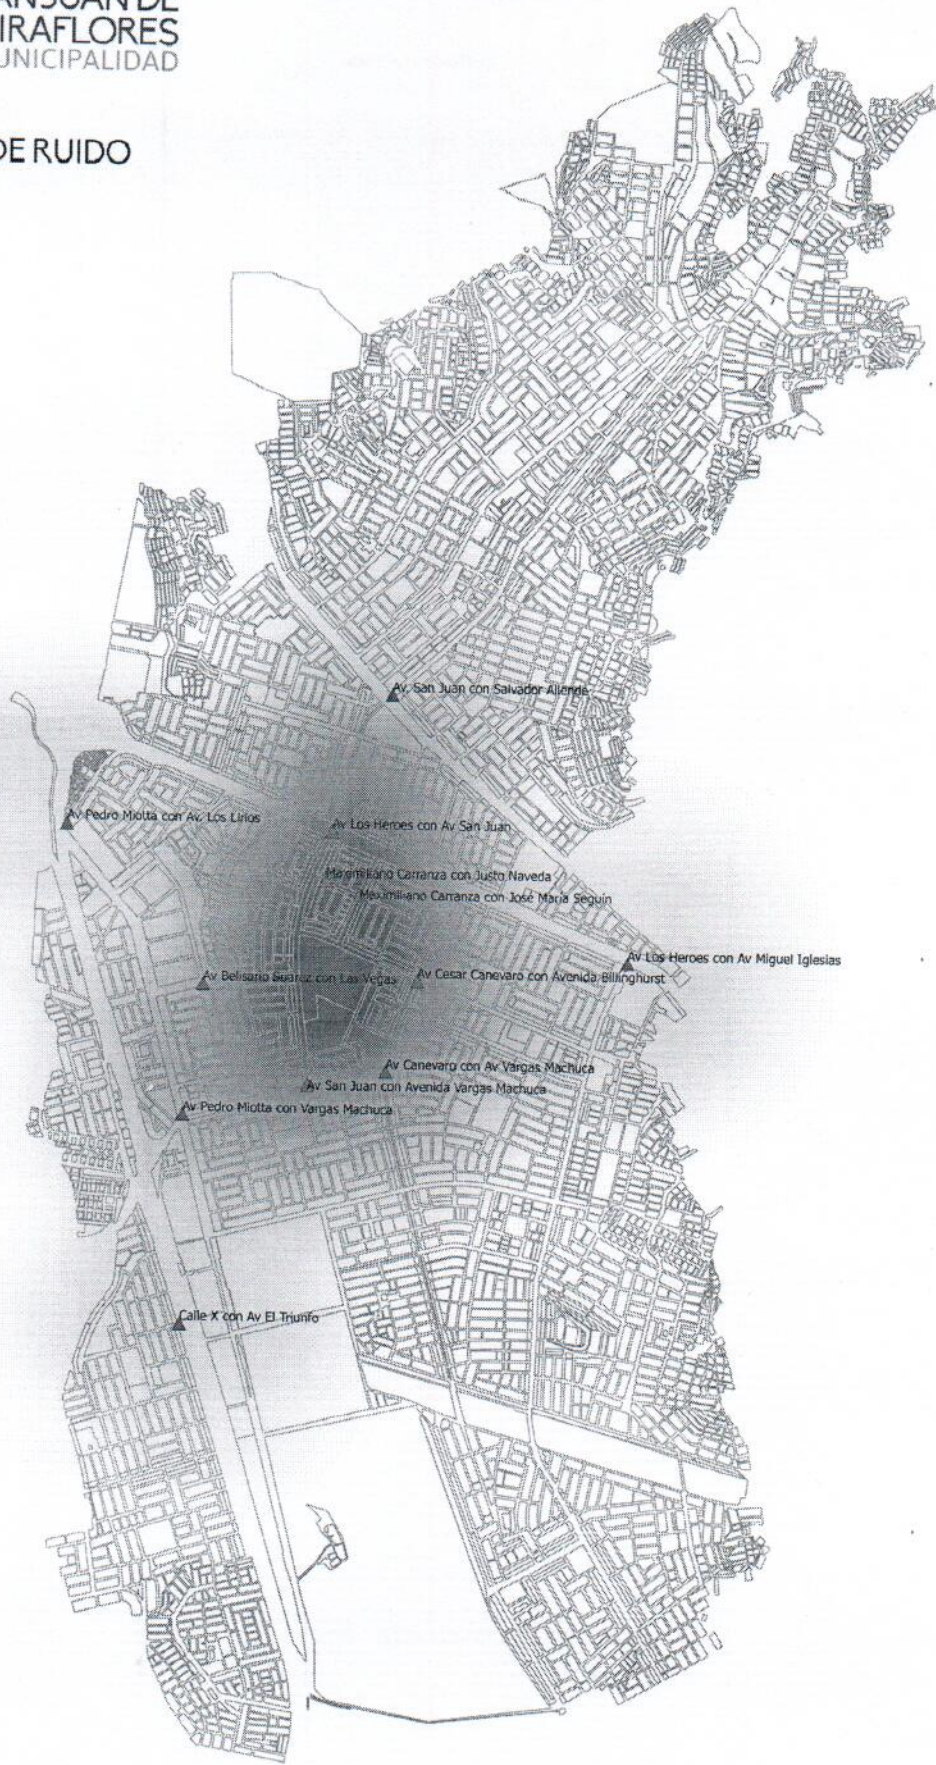 ANJUAN DE
IRAFLORES
UNICIPALIDAD
DE RUIDO
Av. San Juan con Salvador Allende
Av Pedro Miotta con Av. Los Lirios
Av Los Heroes con Av San Juan
Maximiliano Carranza con Justo Naveda
Maximiliano Carranza con José María Seguín
Av Los Heroes con Av Miguel Iglesias
Av Belisario Suarez con Las Vegas
Av Cesar Canevaro con Avenida Billinghurst
Av Canevaro con Av Vargas Machuca
Av San Juan con Avenida Vargas Machuca
Av Pedro Miotta con Vargas Machuca
Calle X con Av El Triunfo